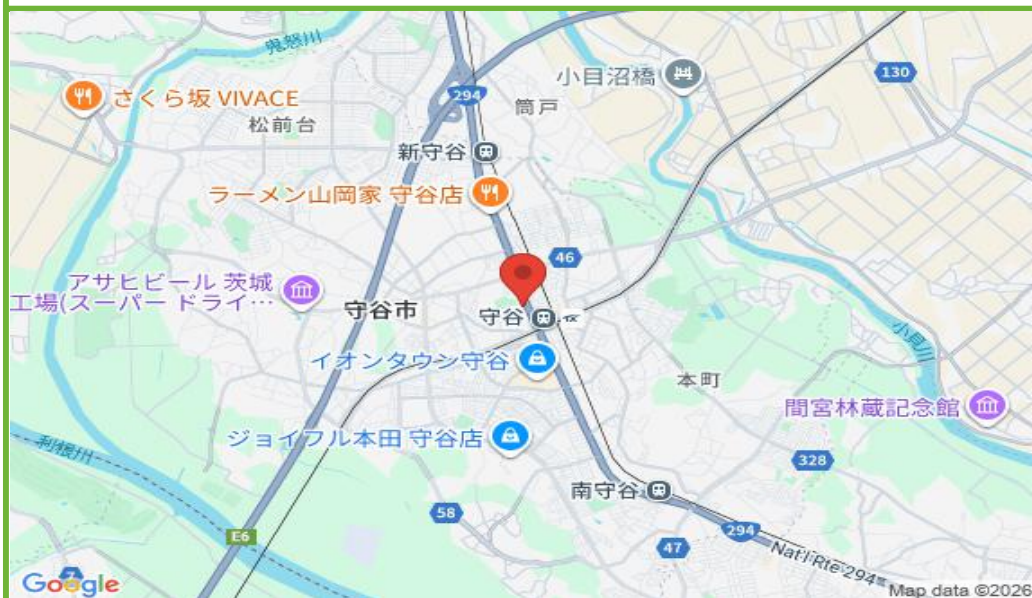 鬼怒川
130
小目沼橋
さくら坂 VIVACE
294
筒戸
松前台
新守谷
ラーメン山岡家 守谷店
46
アサヒビール 茨城
工場(スーパー ドライ…
守谷市
守谷
小貝川
イオンタウン守谷
本町
間宮林蔵記念館
ジョイフル本田 守谷店
利根川
328
南守谷
58
294
E6
47
Nat'l Rte 294
Google
Map data ©2026